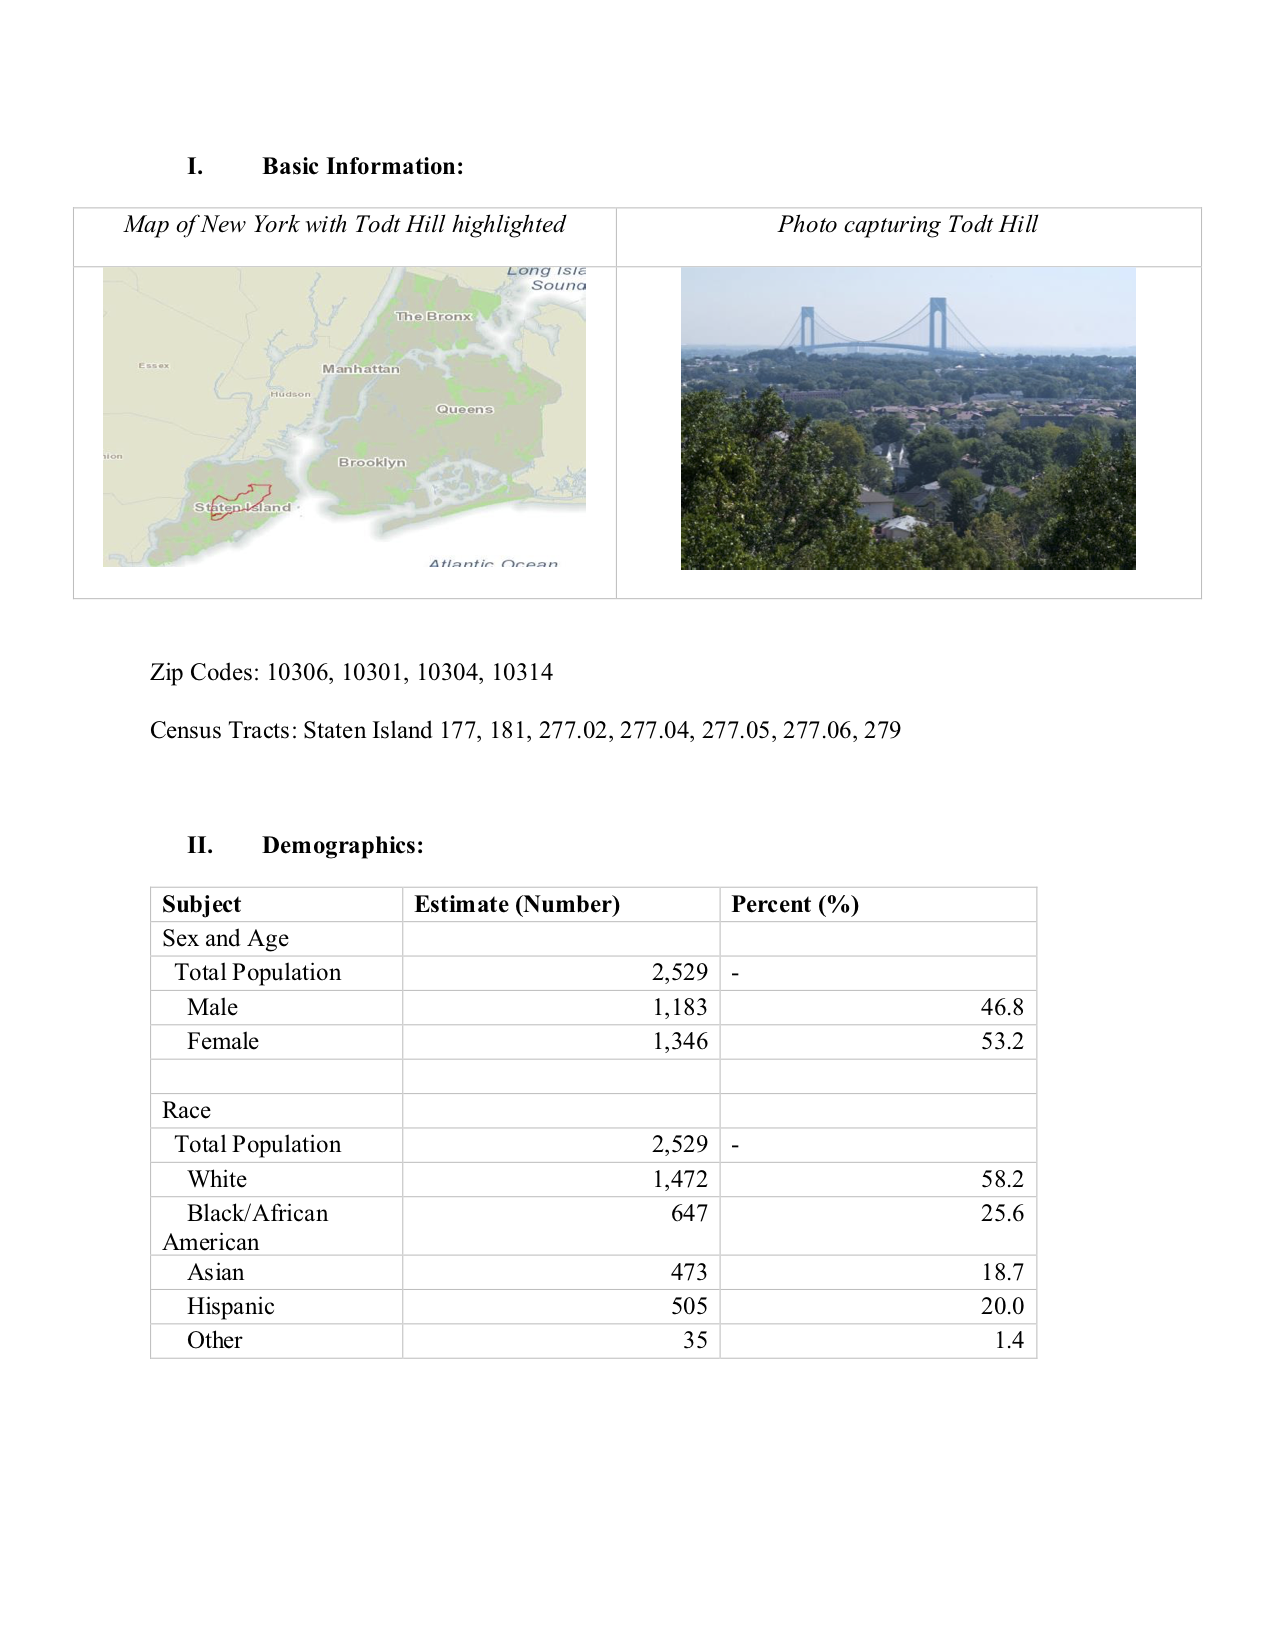 I. Basic Information:
Map of New York with Todt Hill highlighted
Photo capturing Todt Hill
Long Isla
Sound
The Bronx
Essex
Manhattan
Hudson
Queens
nion
Brooklyn
Staten Island
Atlantic Ocean
Zip Codes: 10306, 10301, 10304, 10314
Census Tracts: Staten Island 177, 181, 277.02, 277.04, 277.05, 277.06, 279
II. Demographics:
Subject Estimate (Number) Percent (%)
Sex and Age
Total Population 2,529 -
Male 1,183 46.8
Female 1,346 53.2
Race
Total Population 2,529 -
White 1,472 58.2
Black/African 647 25.6
American
Asian 473 18.7
Hispanic 505 20.0
Other 35 1.4